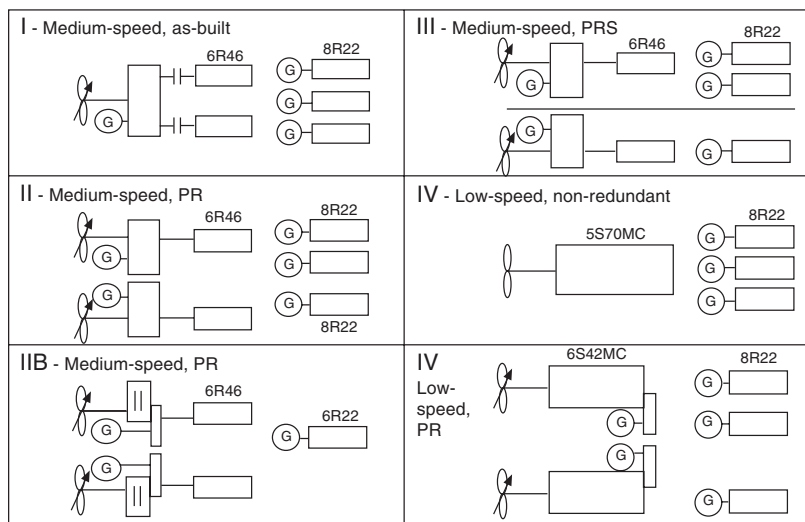 I - Medium-speed, as-built
6R46
8R22
G
G
G
G
III - Medium-speed, PRS
6R46
8R22
G
G
G
G
G
II - Medium-speed, PR
6R46
8R22
G
G
G
G
G
8R22
IV - Low-speed, non-redundant
5S70MC
8R22
G
G
G
IIB - Medium-speed, PR
6R46
6R22
G
G
G
IV
Low-
speed,
PR
6S42MC
8R22
G
G
G
G
G